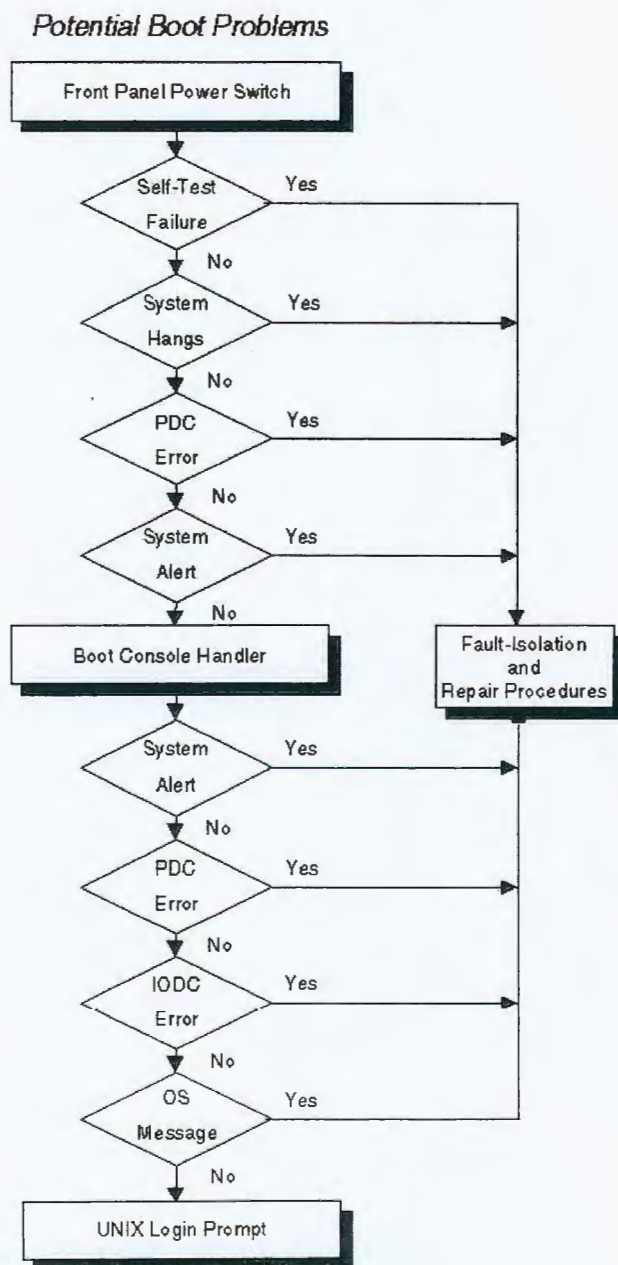 Potential Boot Problems
Front Panel Power Switch
Self-Test
Failure
Yes
No
System
Hangs
Yes
No
PDC
Error
Yes
No
System
Alert
Yes
No
Boot Console Handler
Fault-Isolation
and
Repair Procedures
System
Alert
Yes
No
PDC
Error
Yes
No
IODC
Error
Yes
No
OS
Message
Yes
No
UNIX Login Prompt